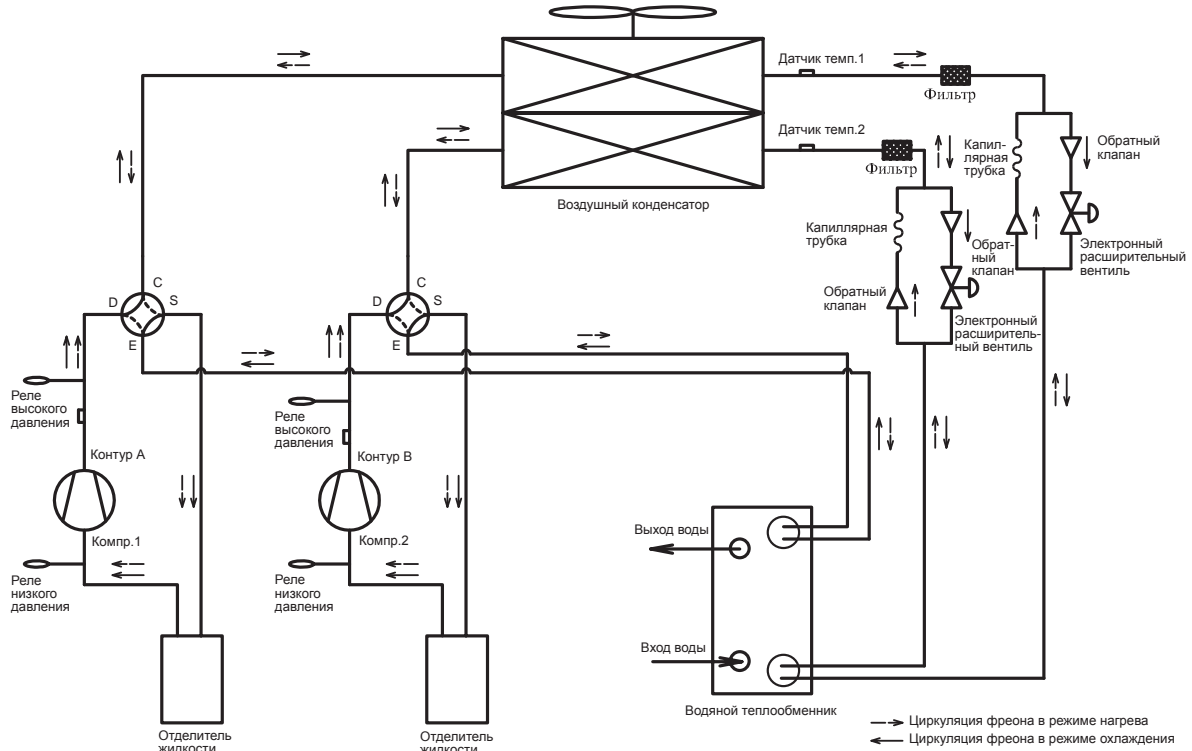 Датчик темп.1
Фильтр
Датчик темп.2
Фильтр
Капил-
лярная
трубка
Обратный
клапан
Воздушный конденсатор
Капиллярная
трубка
Обрат-
ный
клапан
Электронный
расширительный
вентиль
Обратный
клапан
Электронный
расширитель-
ный вентиль
C
D
S
E
C
D
S
E
Реле
высокого
давления
Реле
высокого
давления
Контур А
Контур В
Компр.1
Компр.2
Реле
низкого
давления
Реле
низкого
давления
Выход воды
Вход воды
Водяной теплообменник
Отделитель
жидкости
Отделитель
жидкости
Циркуляция фреона в режиме нагрева
Циркуляция фреона в режиме охлаждения